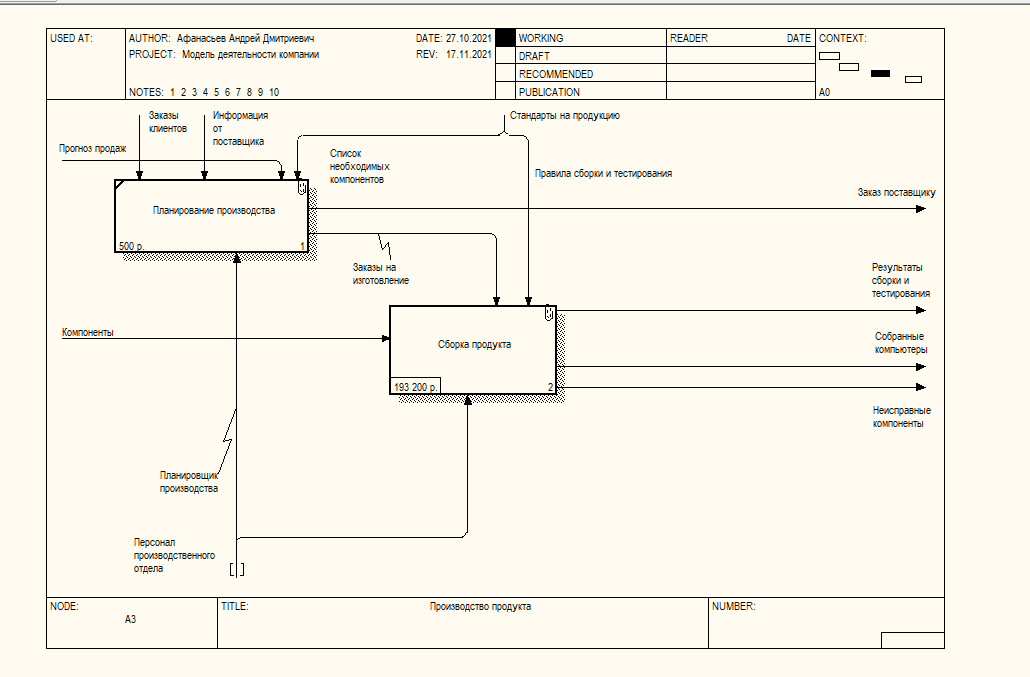 USED AT:
AUTHOR: Афанасьев Андрей Дмитриевич
DATE: 27.10.2021
WORKING
READER
DATE
CONTEXT:
PROJECT: Модель деятельности компании
REV: 17.11.2021
DRAFT
RECOMMENDED
NOTES: 1 2 3 4 5 6 7 8 9 10
PUBLICATION
A0
Заказы
клиентов
Информация
от
поставщика
Стандарты на продукцию
Прогноз продаж
Список
необходимых
компонентов
Правила сборки и тестирования
Заказ поставщику
Планирование производства
500 р.
1
Заказы на
изготовление
Результаты
сборки и
тестирования
Компоненты
Сборка продукта
193 200 р.
2
Собранные
компьютеры
Неисправные
компоненты
Планировщик
производства
Персонал
производственного
отдела
NODE:
A3
TITLE:
Производство продукта
NUMBER: